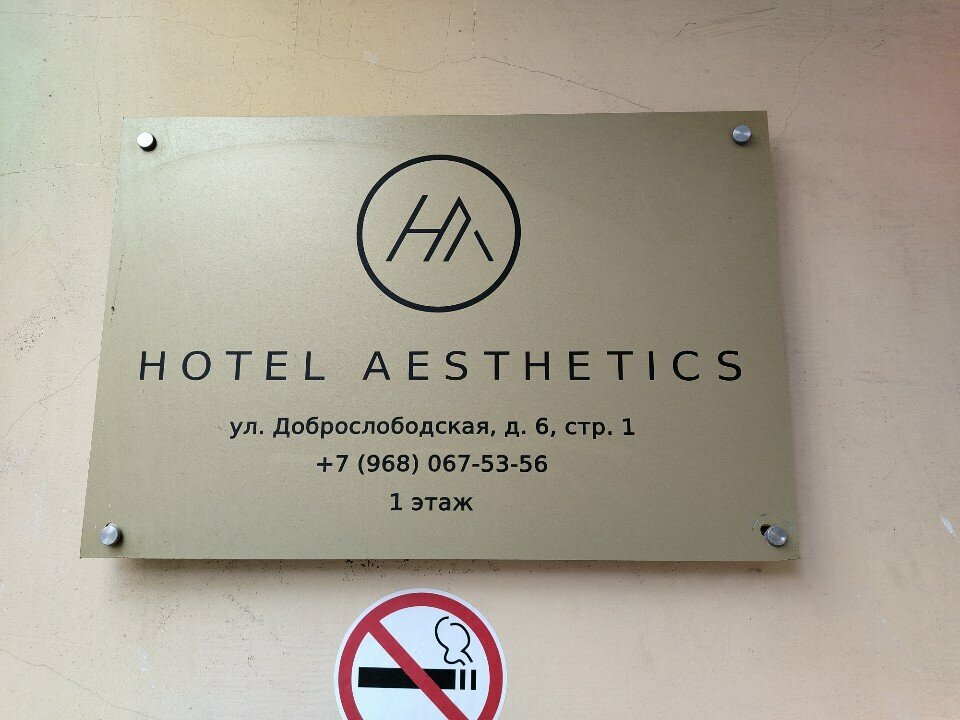 HA
HOTEL AESTHETICS
ул. Доброслободская, д. 6, стр. 1
+7 (968) 067-53-56
1 этаж